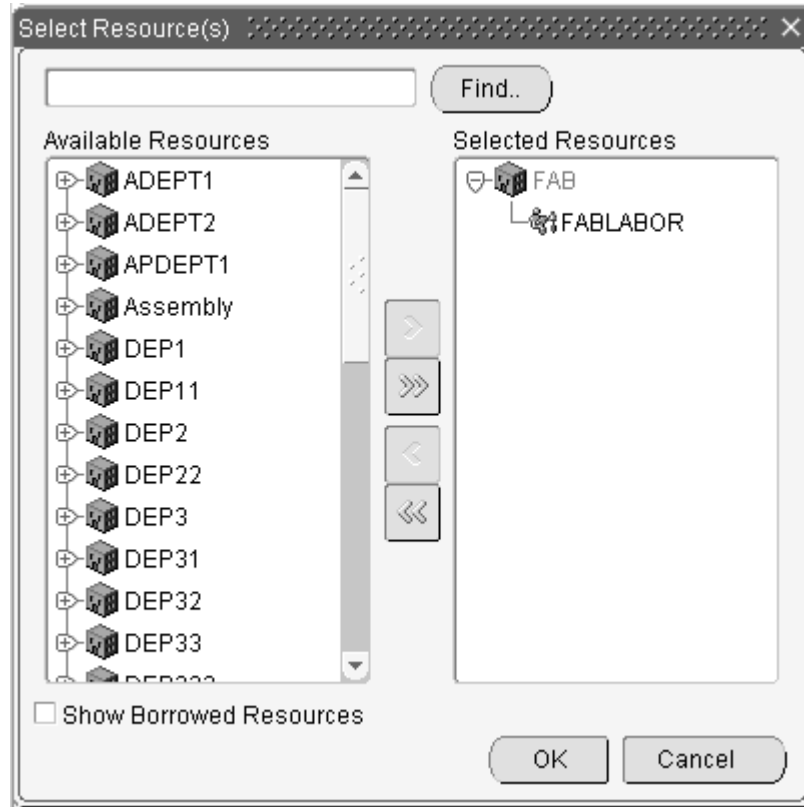 Select Resource(s)
Find..
Available Resources
Selected Resources
ADEPT1
ADEPT2
APDEPT1
Assembly
DEP1
DEP11
DEP2
DEP22
DEP3
DEP31
DEP32
DEP33
FAB
FABLABOR
Show Borrowed Resources
OK
Cancel